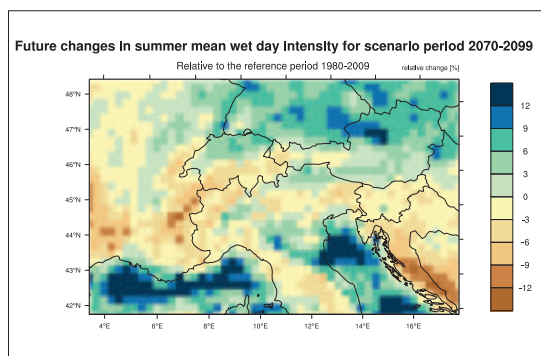 Future changes in summer mean wet day intensity for scenario period 2070-2099
Relative to the reference period 1980-2009
relative change [%]
48°N
47°N
46°N
45°N
44°N
43°N
42°N
4°E 6°E 8°E 10°E 12°E 14°E 16°E
12
9
6
3
0
-3
-6
-9
-12